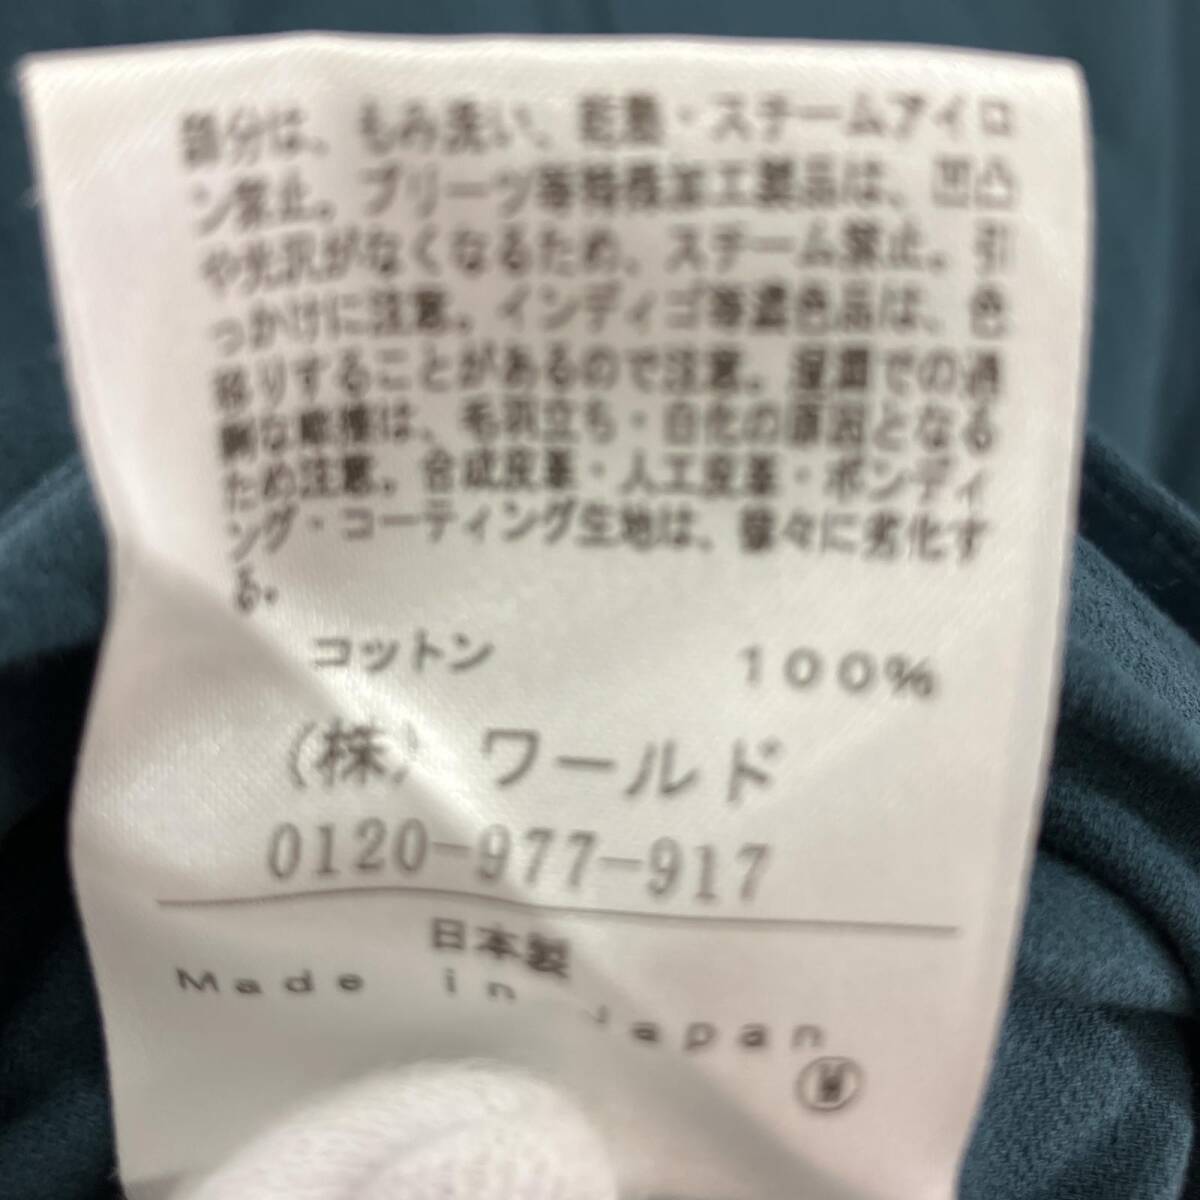 部分は、もみ洗い、乾燥・スチームアイロ
ン禁止。プリーツ等特殊加工製品は、凹凸
や光沢がなくなるため、スチーム禁止。引
っかけに注意。インディゴ等濃色品は、色
移りすることがあるので注意。湿潤での過
剰な摩擦は、毛羽立ち・白化の原因となる
ため注意。合成皮革・人工皮革・ボンディ
ング・コーティング生地は、徐々に劣化す
る。
コットン 100%
(株) ワールド
0120-977-917
日本製
Made in Japan